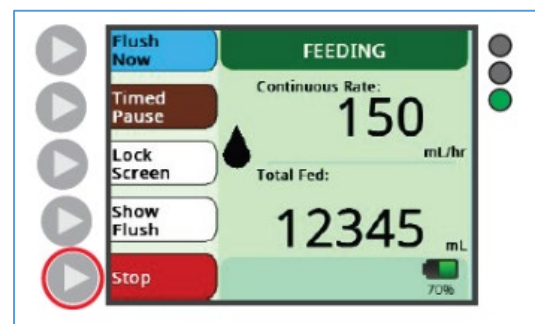 Flush
Now
FEEDING
Timed
Pause
Continuous Rate:
150
mL/hr
Lock
Screen
Total Fed:
Show
Flush
12345 mL
Stop
70%